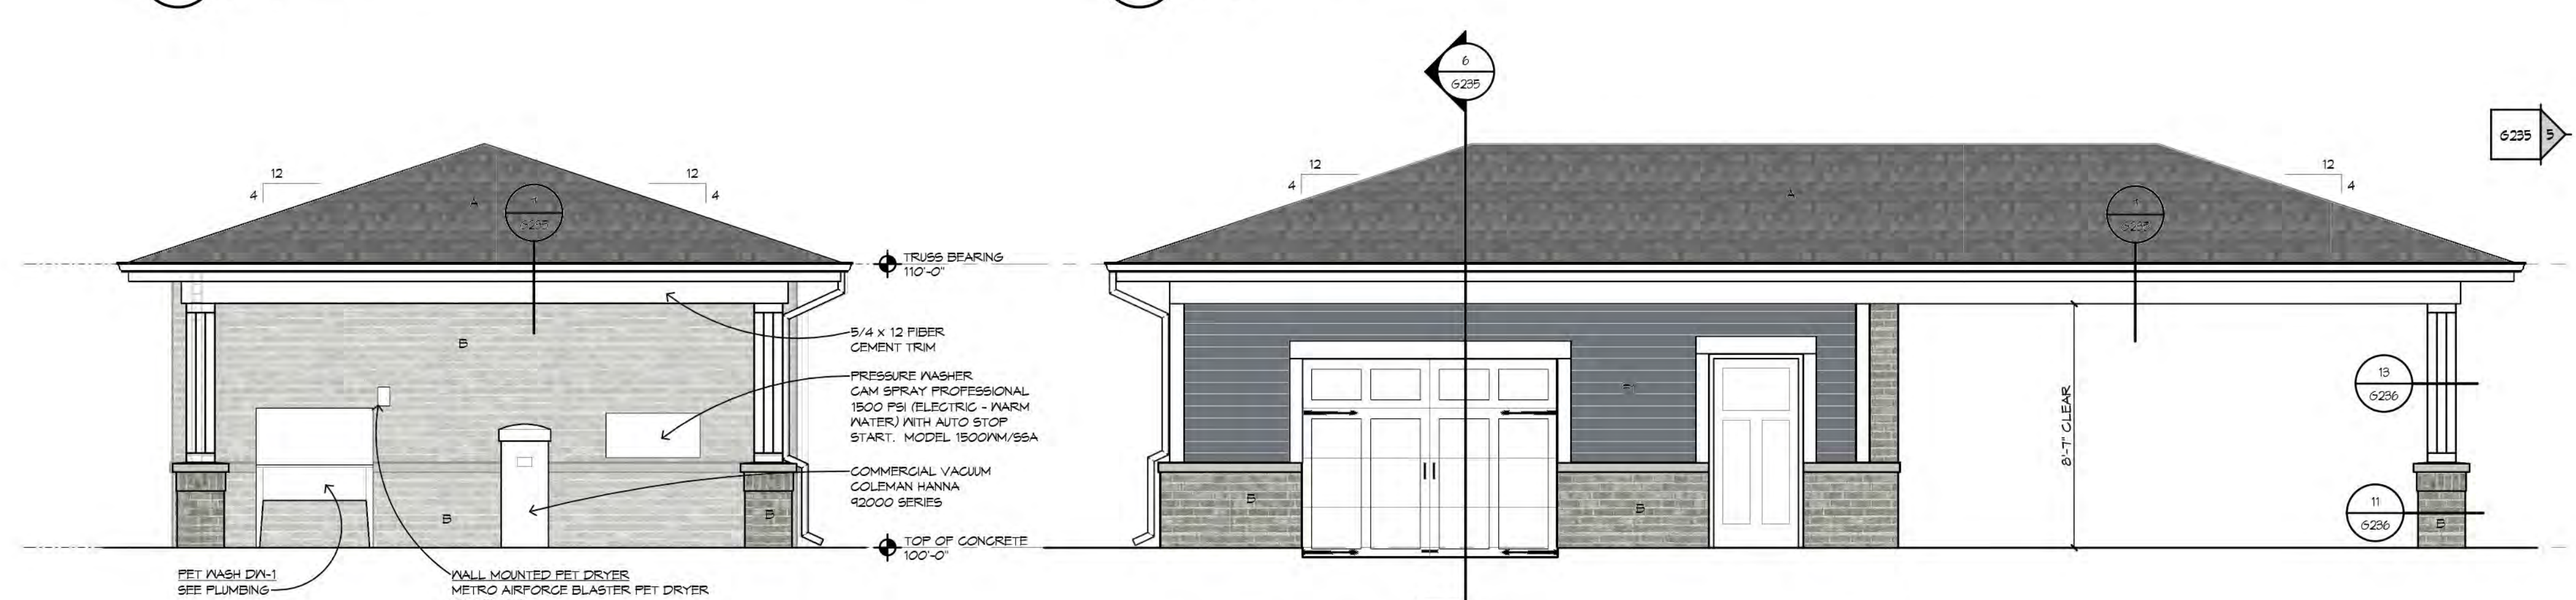 6
G235
G235
5
12
4
12
4
A
G235
TRUSS BEARING
110'-0"
5/4 x 12 FIBER
CEMENT TRIM
B
PRESSURE WASHER
CAM SPRAY PROFESSIONAL
1500 PSI (ELECTRIC - WARM
WATER) WITH AUTO STOP
START. MODEL 1500WM/SSA
COMMERCIAL VACUUM
COLEMAN HANNA
92000 SERIES
B
B
TOP OF CONCRETE
100'-0"
PET WASH DW-1
SEE PLUMBING
WALL MOUNTED PET DRYER
METRO AIRFORCE BLASTER PET DRYER
12
4
12
4
A
G235
8'-7" CLEAR
13
G236
11
G236
B
B
B